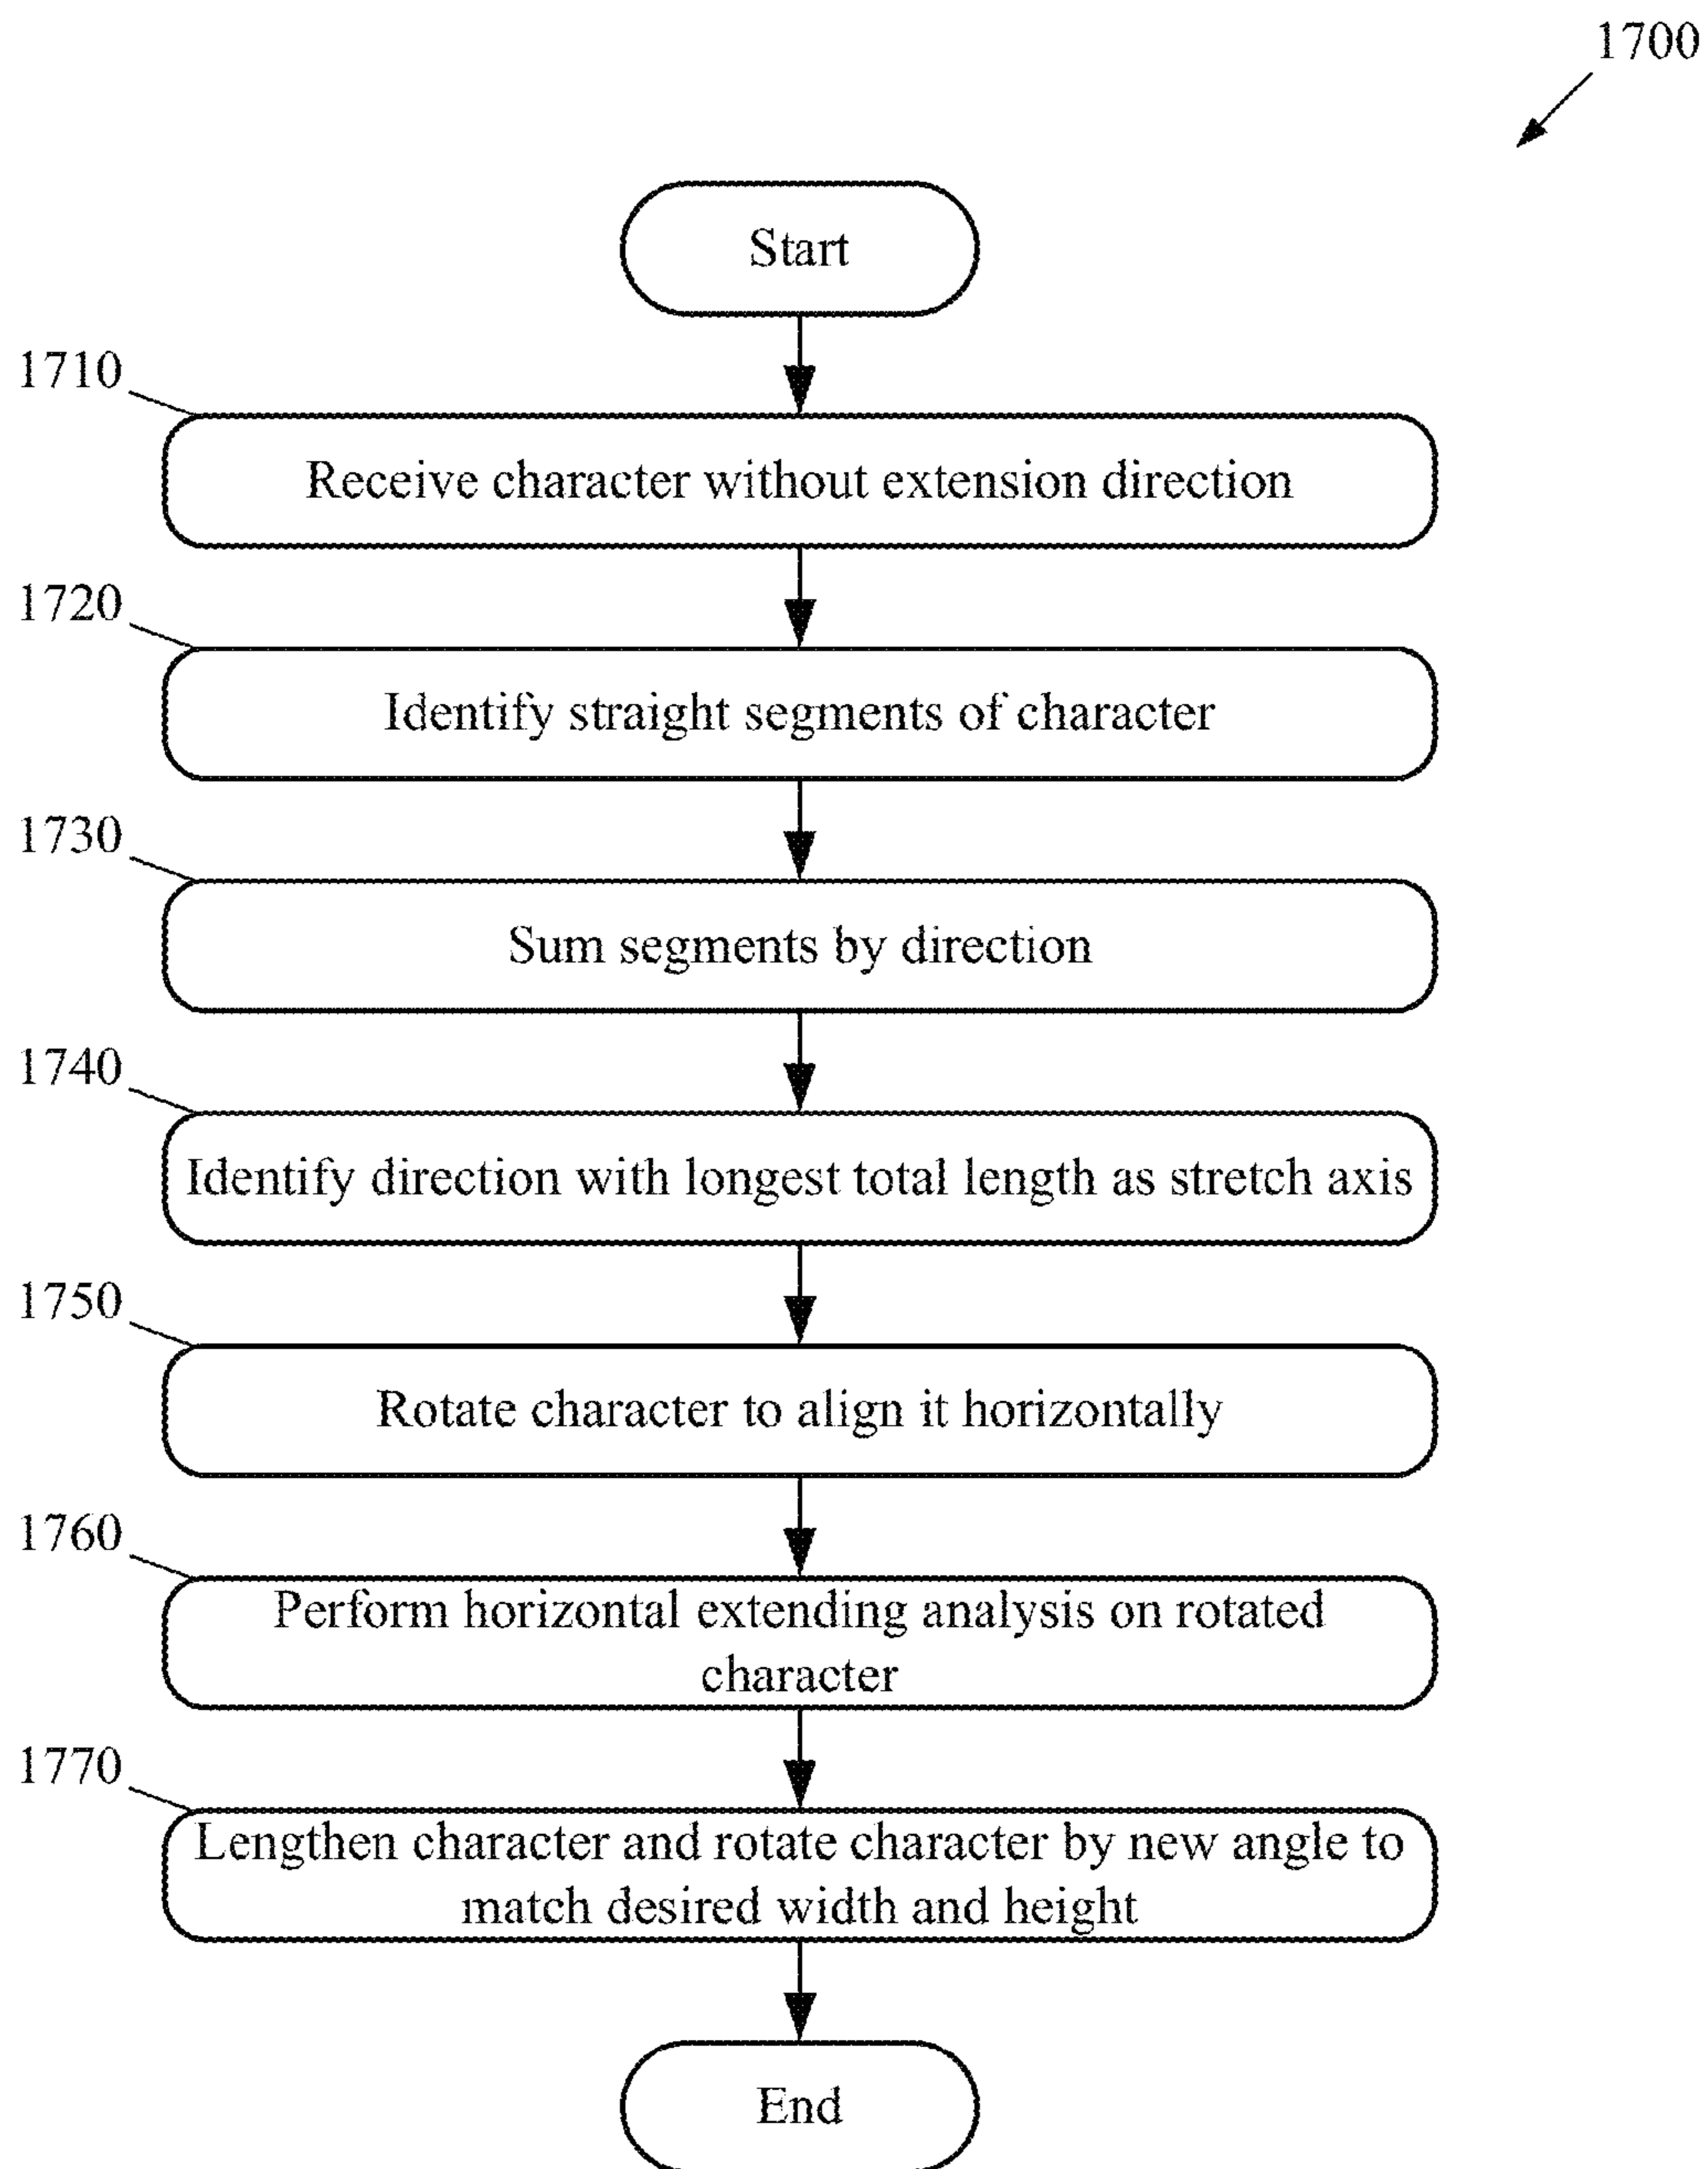 1700
Start
1710
Receive character without extension direction
1720
Identify straight segments of character
1730
Sum segments by direction
1740
Identify direction with longest total length as stretch axis
1750
Rotate character to align it horizontally
1760
Perform horizontal extending analysis on rotated
character
1770
Lengthen character and rotate character by new angle to
match desired width and height
End